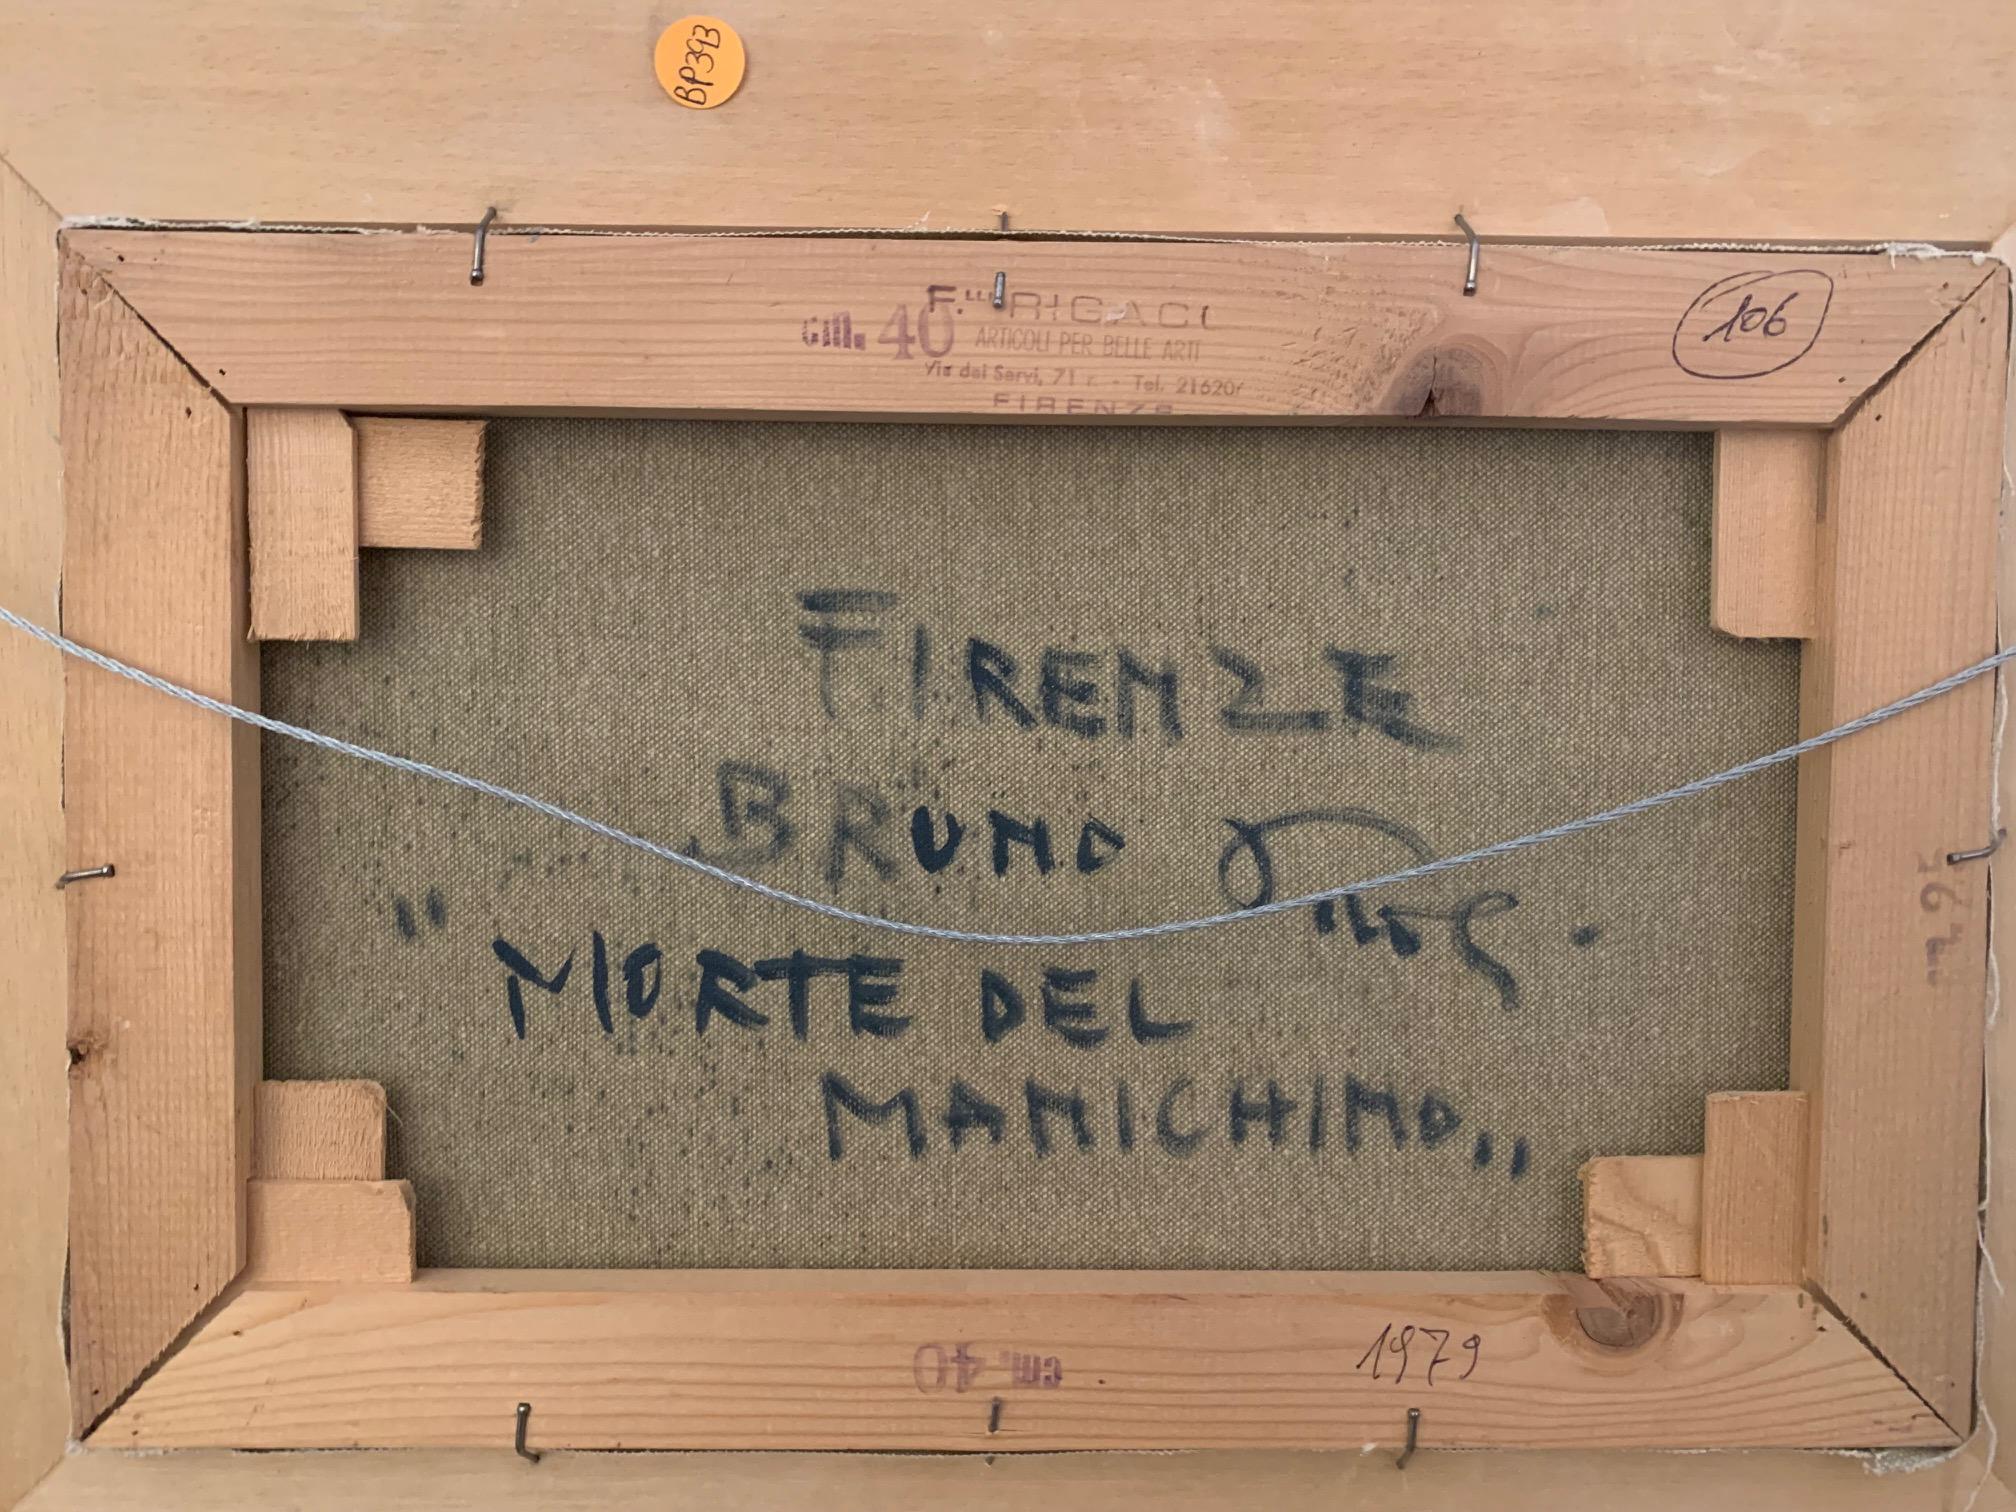 BP393
F.lli RIGACCI
cm. 40
ARTICOLI PER BELLE ARTI
Via dei Servi, 71 r. - Tel. 21620
FIRENZE
106
FIRENZE
BRUNO
"MORTE DEL
MANICHINO"
1979
cm. 40